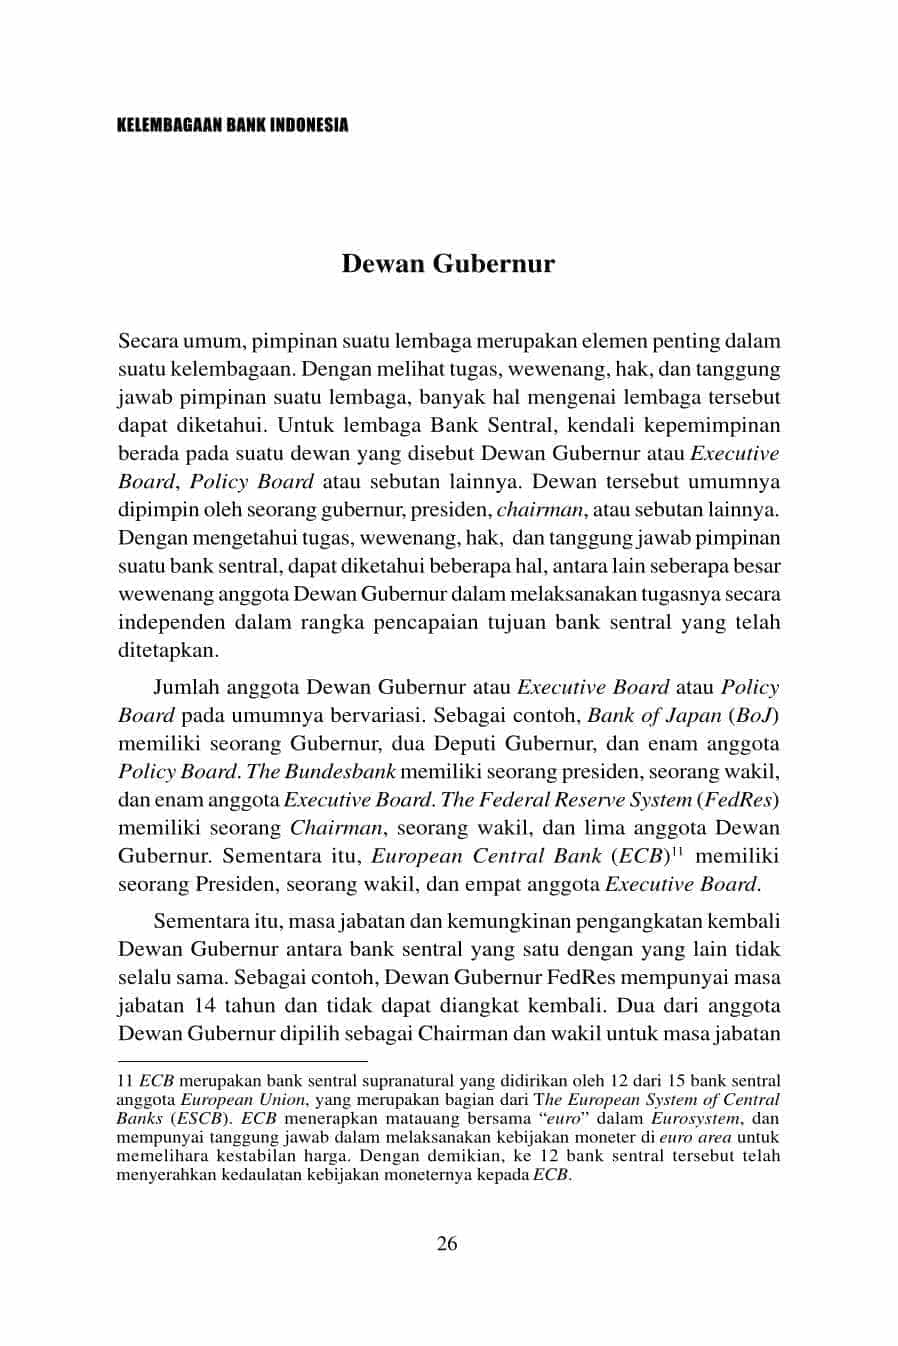 KELEMBAGAAN BANK INDONESIA
Dewan Gubernur
Secara umum, pimpinan suatu lembaga merupakan elemen penting dalam
suatu kelembagaan. Dengan melihat tugas, wewenang, hak, dan tanggung
jawab pimpinan suatu lembaga, banyak hal mengenai lembaga tersebut
dapat diketahui. Untuk lembaga Bank Sentral, kendali kepemimpinan
berada pada suatu dewan yang disebut Dewan Gubernur atau Executive
Board, Policy Board atau sebutan lainnya. Dewan tersebut umumnya
dipimpin oleh seorang gubernur, presiden, chairman, atau sebutan lainnya.
Dengan mengetahui tugas, wewenang, hak, dan tanggung jawab pimpinan
suatu bank sentral, dapat diketahui beberapa hal, antara lain seberapa besar
wewenang anggota Dewan Gubernur dalam melaksanakan tugasnya secara
independen dalam rangka pencapaian tujuan bank sentral yang telah
ditetapkan.
Jumlah anggota Dewan Gubernur atau Executive Board atau Policy
Board pada umumnya bervariasi. Sebagai contoh, Bank of Japan (BoJ)
memiliki seorang Gubernur, dua Deputi Gubernur, dan enam anggota
Policy Board. The Bundesbank memiliki seorang presiden, seorang wakil,
dan enam anggota Executive Board. The Federal Reserve System (FedRes)
memiliki seorang Chairman, seorang wakil, dan lima anggota Dewan
Gubernur. Sementara itu, European Central Bank (ECB)11 memiliki
seorang Presiden, seorang wakil, dan empat anggota Executive Board.
Sementara itu, masa jabatan dan kemungkinan pengangkatan kembali
Dewan Gubernur antara bank sentral yang satu dengan yang lain tidak
selalu sama. Sebagai contoh, Dewan Gubernur FedRes mempunyai masa
jabatan 14 tahun dan tidak dapat diangkat kembali. Dua dari anggota
Dewan Gubernur dipilih sebagai Chairman dan wakil untuk masa jabatan
11 ECB merupakan bank sentral supranatural yang didirikan oleh 12 dari 15 bank sentral
anggota European Union, yang merupakan bagian dari The European System of Central
Banks (ESCB). ECB menerapkan matauang bersama “euro” dalam Eurosystem, dan
mempunyai tanggung jawab dalam melaksanakan kebijakan moneter di euro area untuk
memelihara kestabilan harga. Dengan demikian, ke 12 bank sentral tersebut telah
menyerahkan kedaulatan kebijakan moneternya kepada ECB.
26